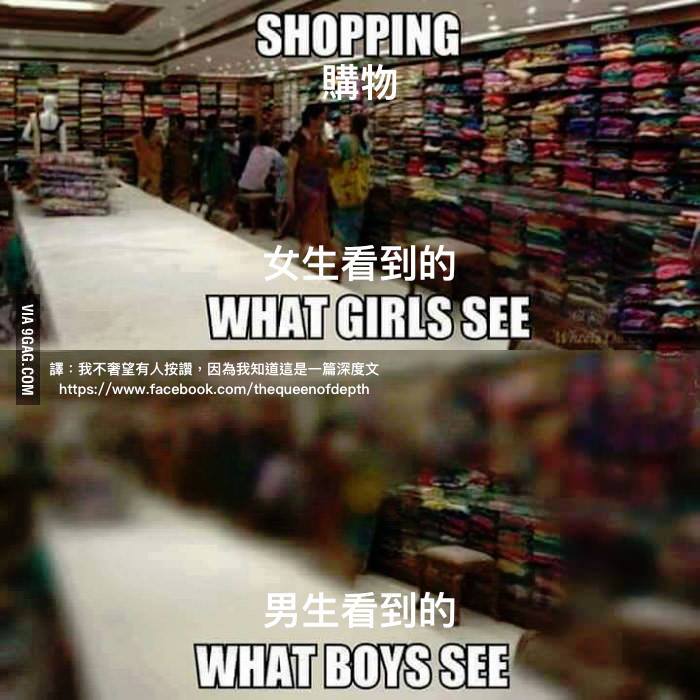 SHOPPING
購物
女生看到的
WHAT GIRLS SEE
VIA 9GAG.COM
譯：我不奢望有人按讚，因為我知道這是一篇深度文
https://www.facebook.com/thequeenofdepth
男生看到的
WHAT BOYS SEE